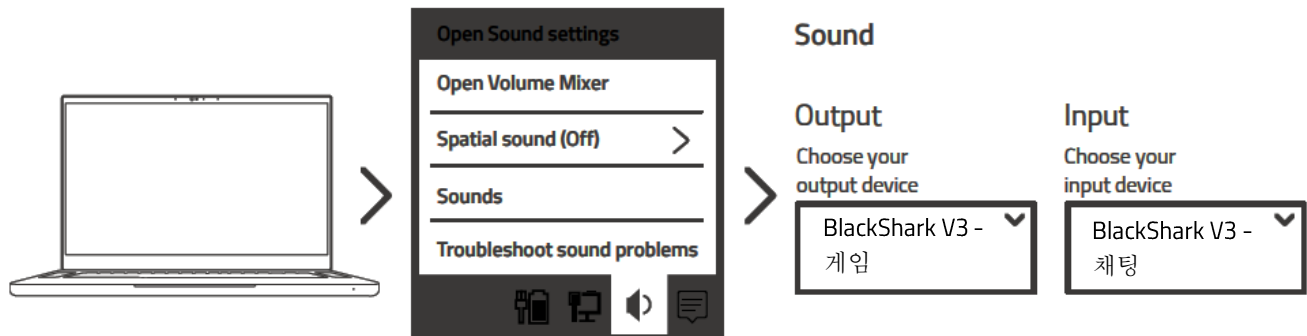 Open Sound settings
Open Volume Mixer
Spatial sound (Off)
Sounds
Troubleshoot sound problems
Sound
Output
Choose your
output device
BlackShark V3 -
게임
Input
Choose your
input device
BlackShark V3 -
채팅